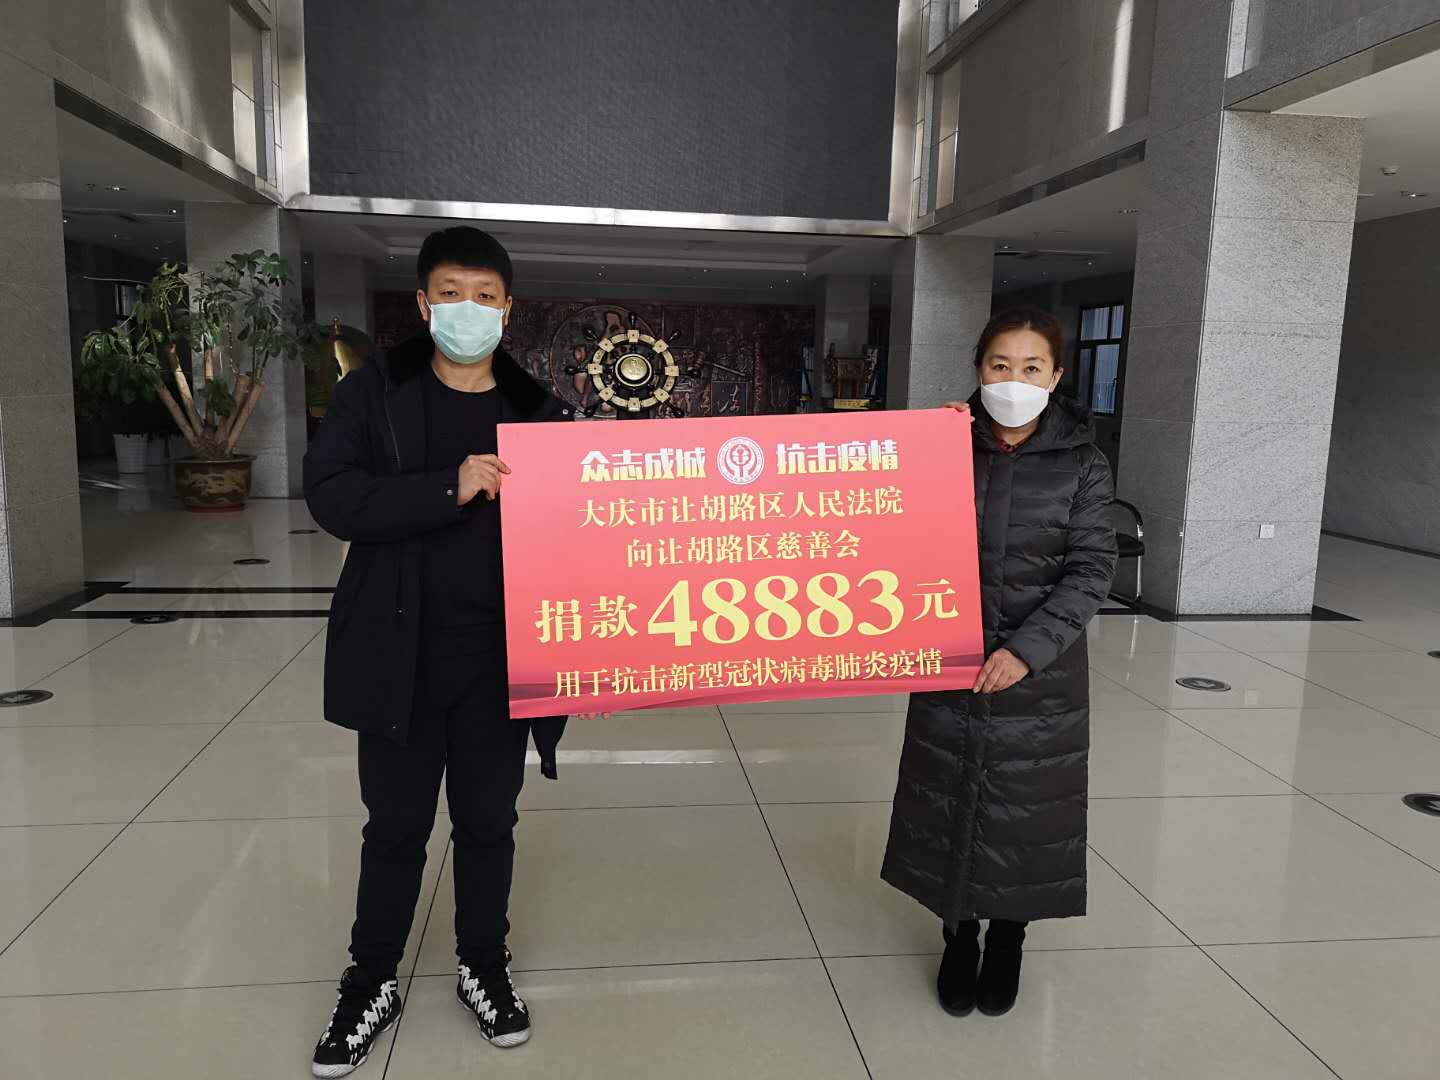 众志成城 抗击疫情
大庆市让胡路区人民法院
向让胡路区慈善会
捐款48883元
用于抗击新型冠状病毒肺炎疫情